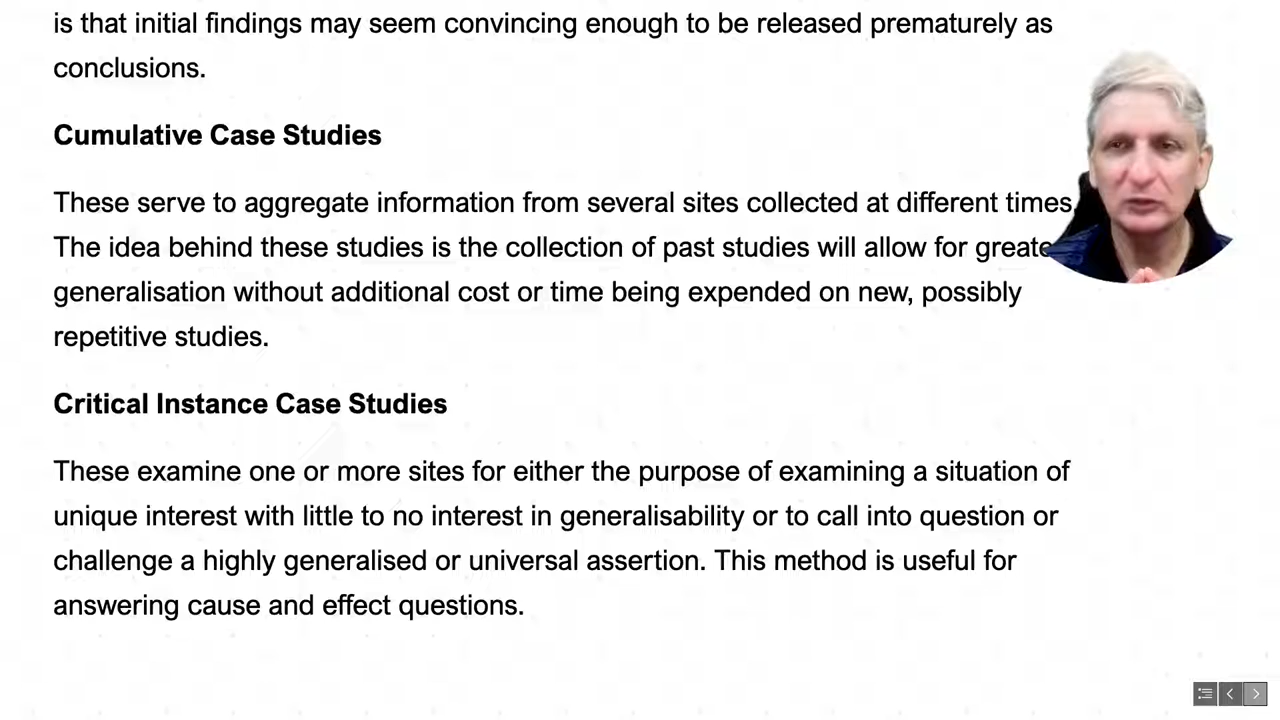 is that initial findings may seem convincing enough to be released prematurely as
conclusions.
Cumulative Case Studies
These serve to aggregate information from several sites collected at different times.
The idea behind these studies is the collection of past studies will allow for greate
generalisation without additional cost or time being expended on new, possibly
repetitive studies.
Critical Instance Case Studies
These examine one or more sites for either the purpose of examining a situation of
unique interest with little to no interest in generalisability or to call into question or
challenge a highly generalised or universal assertion. This method is useful for
answering cause and effect questions.